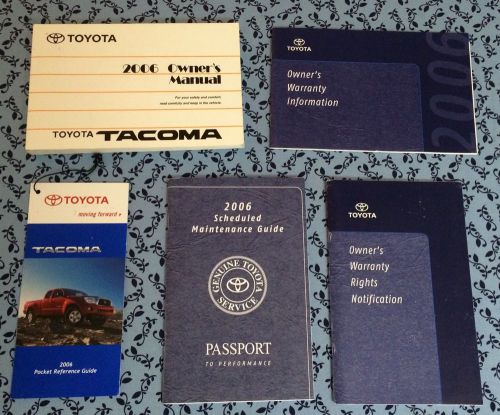 TOYOTA
2006 Owner's
Manual
For your safety and comfort,
read carefully and keep in the vehicle.
TOYOTA TACOMA
TOYOTA
Owner's
Warranty
Information
2006
TOYOTA
moving forward
TACOMA
2006
Pocket Reference Guide
2006
Scheduled
Maintenance Guide
GENUINE TOYOTA
SERVICE
PASSPORT
TO PERFORMANCE
TOYOTA
Owner's
Warranty
Rights
Notification